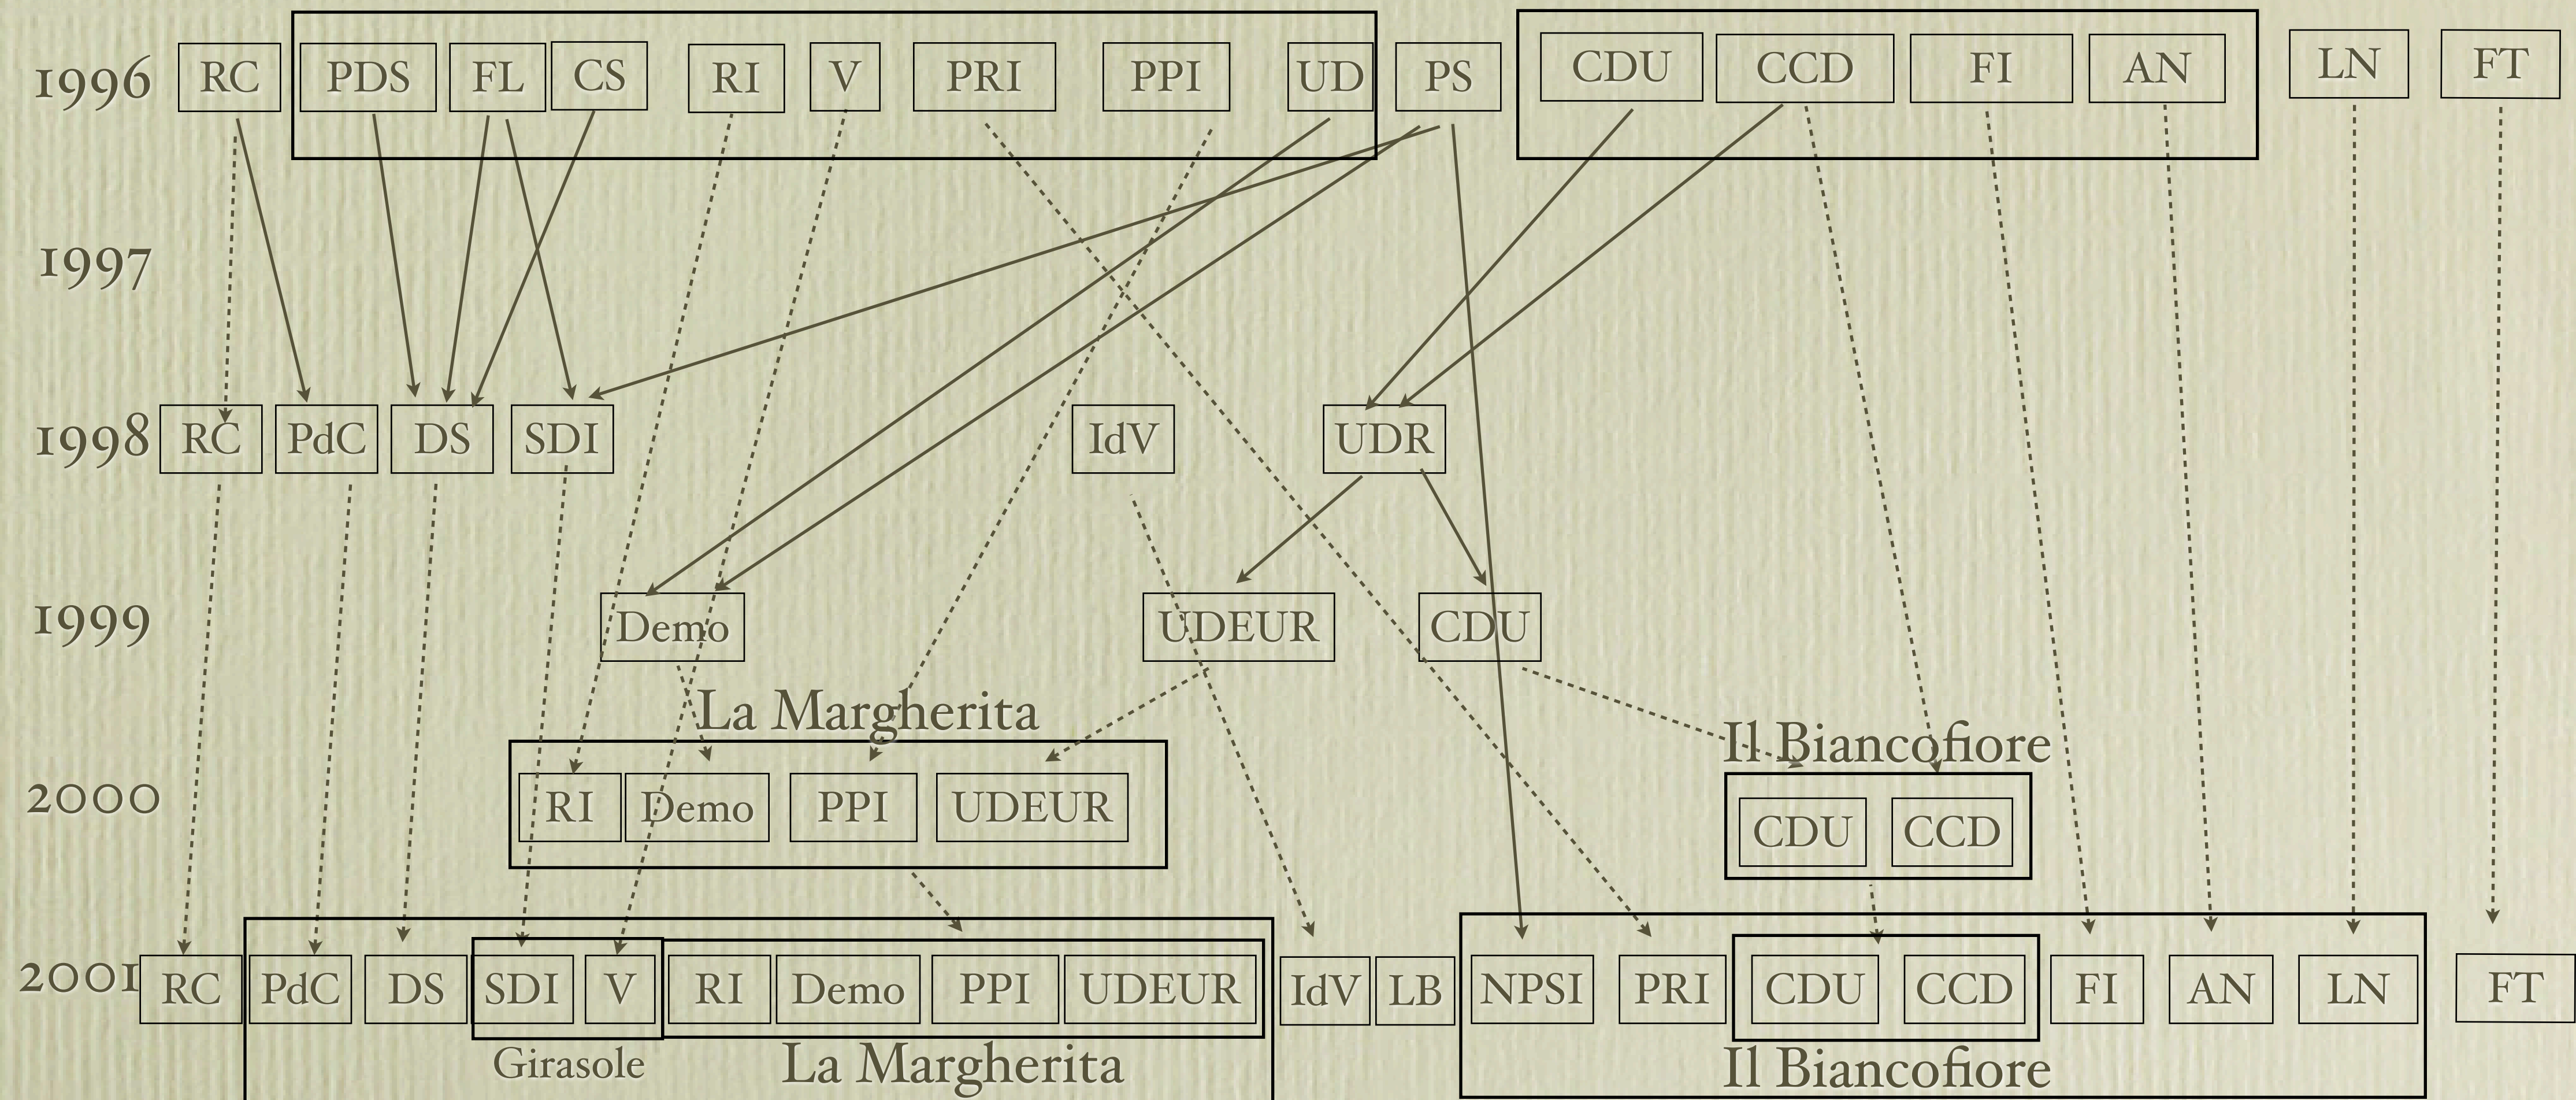 1996 RC PDS FL CS RI V PRI PPI UD PS CDU CCD FI AN LN FT
1997
1998 RC PdC DS SDI IdV UDR
1999 Demo UDEUR CDU
La Margherita Il Biancofiore
2000 RI Demo PPI UDEUR CDU CCD
2001 RC PdC DS SDI V RI Demo PPI UDEUR IdV LB NPSI PRI CDU CCD FI AN LN FT
Girasole La Margherita Il Biancofiore